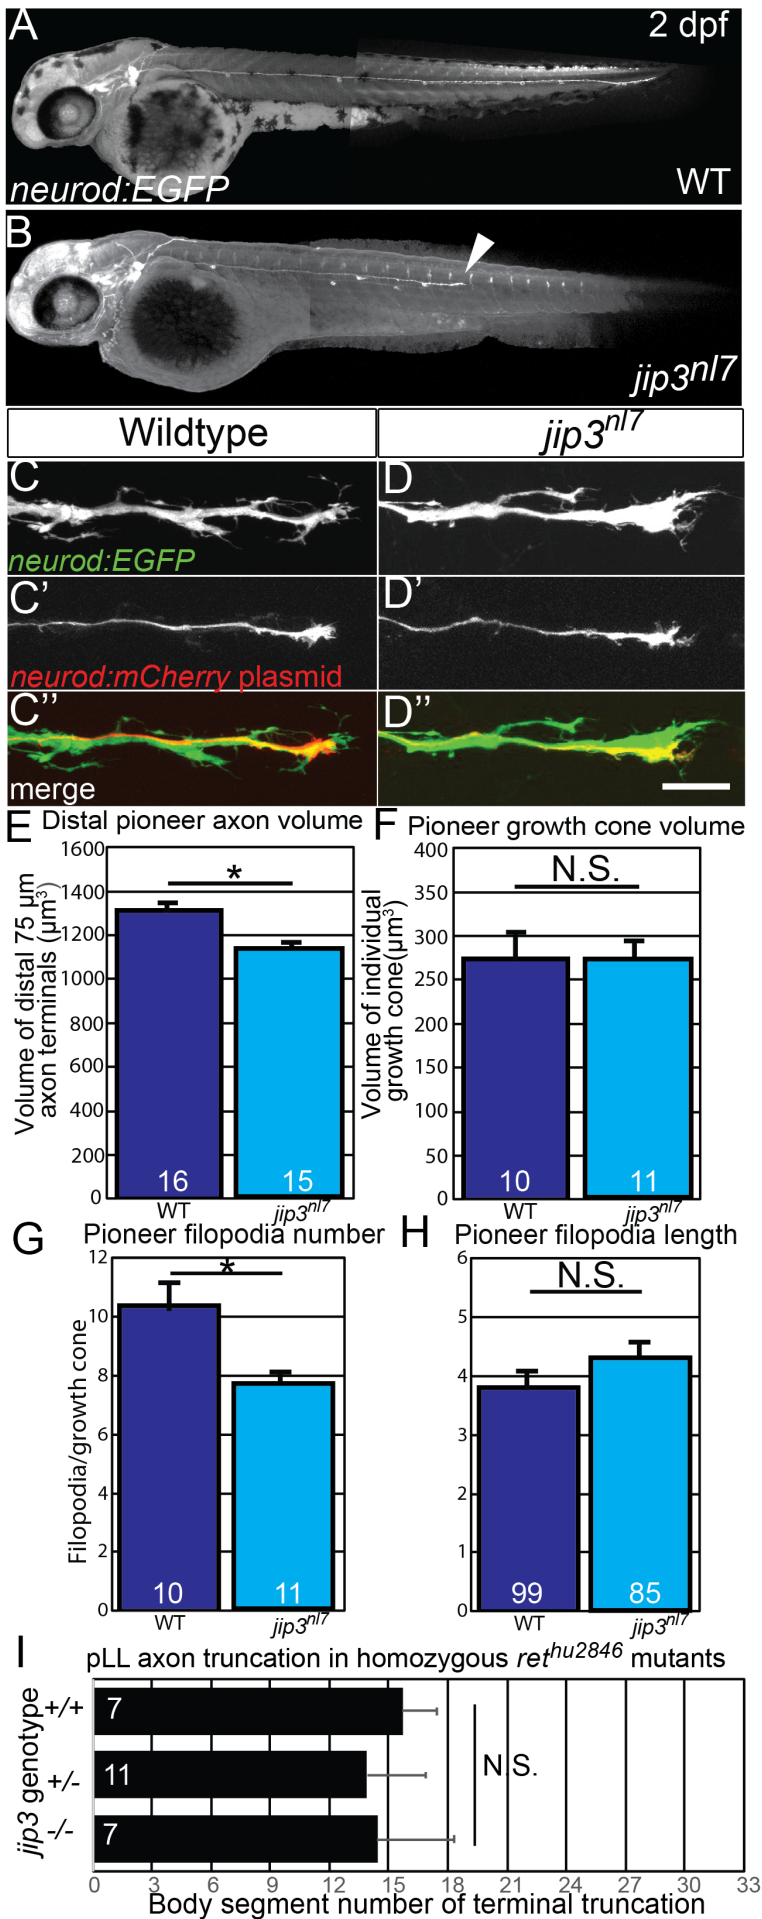 A
2 dpf
neurod:EGFP
WT
B
jip3nl7
Wildtype
jip3nl7
C
D
neurod:EGFP
C'
D'
neurod:mCherry plasmid
C''
D''
merge
E Distal pioneer axon volume
Volume of distal 75 µm
axon terminals (µm3)
1600
1400
1200
1000
800
600
400
200
0
*
16
15
WT
jip3nl7
F Pioneer growth cone volume
Volume of individual
growth cone(µm3)
400
350
300
250
200
150
100
50
0
N.S.
10
11
WT
jip3nl7
G Pioneer filopodia number
Filopodia/growth cone
12
10
8
6
4
2
0
*
10
11
WT
jip3nl7
H Pioneer filopodia length
6
5
4
3
2
1
0
N.S.
99
85
WT
jip3nl7
I
pLL axon truncation in homozygous rethu2846 mutants
jip3 genotype
+/+
+/-
-/-
7
11
7
N.S.
0 3 6 9 12 15 18 21 24 27 30 33
Body segment number of terminal truncation